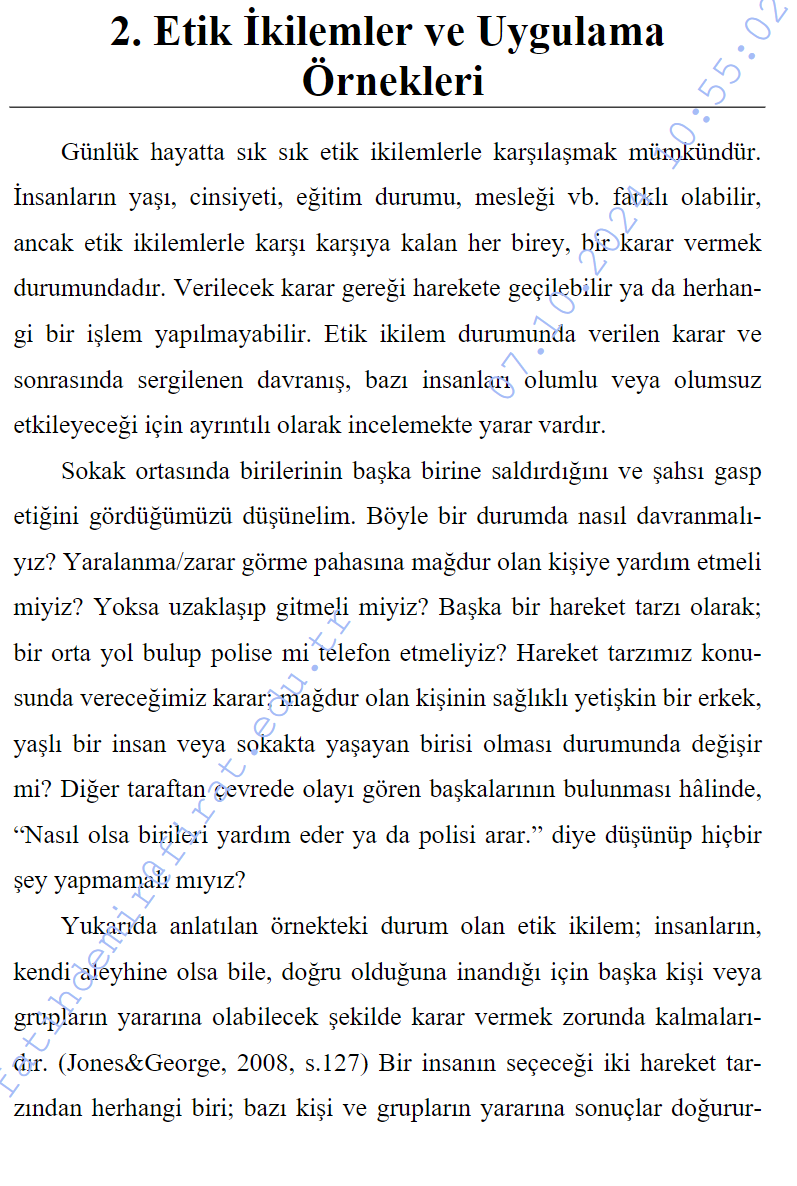 2. Etik İkilemler ve Uygulama
Örnekleri
Günlük hayatta sık sık etik ikilemlerle karşılaşmak mümkündür.
İnsanların yaşı, cinsiyeti, eğitim durumu, mesleği vb. farklı olabilir,
ancak etik ikilemlerle karşı karşıya kalan her birey, bir karar vermek
durumundadır. Verilecek karar gereği harekete geçilebilir ya da herhan-
gi bir işlem yapılmayabilir. Etik ikilem durumunda verilen karar ve
sonrasında sergilenen davranış, bazı insanları olumlu veya olumsuz
etkileyeceği için ayrıntılı olarak incelemekte yarar vardır.
Sokak ortasında birilerinin başka birine saldırdığını ve şahsı gasp
etiğini gördüğümüzü düşünelim. Böyle bir durumda nasıl davranmalı-
yız? Yaralanma/zarar görme pahasına mağdur olan kişiye yardım etmeli
miyiz? Yoksa uzaklaşıp gitmeli miyiz? Başka bir hareket tarzı olarak;
bir orta yol bulup polise mi telefon etmeliyiz? Hareket tarzımız konu-
sunda vereceğimiz karar; mağdur olan kişinin sağlıklı yetişkin bir erkek,
yaşlı bir insan veya sokakta yaşayan birisi olması durumunda değişir
mi? Diğer taraftan çevrede olayı gören başkalarının bulunması hâlinde,
“Nasıl olsa birileri yardım eder ya da polisi arar.” diye düşünüp hiçbir
şey yapmamalı mıyız?
Yukarıda anlatılan örnekteki durum olan etik ikilem; insanların,
kendi aleyhine olsa bile, doğru olduğuna inandığı için başka kişi veya
grupların yararına olabilecek şekilde karar vermek zorunda kalmaları-
dır. (Jones&George, 2008, s.127) Bir insanın seçeceği iki hareket tar-
zından herhangi biri; bazı kişi ve grupların yararına sonuçlar doğurur-
fatihdemir@firat.edu.tr
07.10.2024 10:55:02